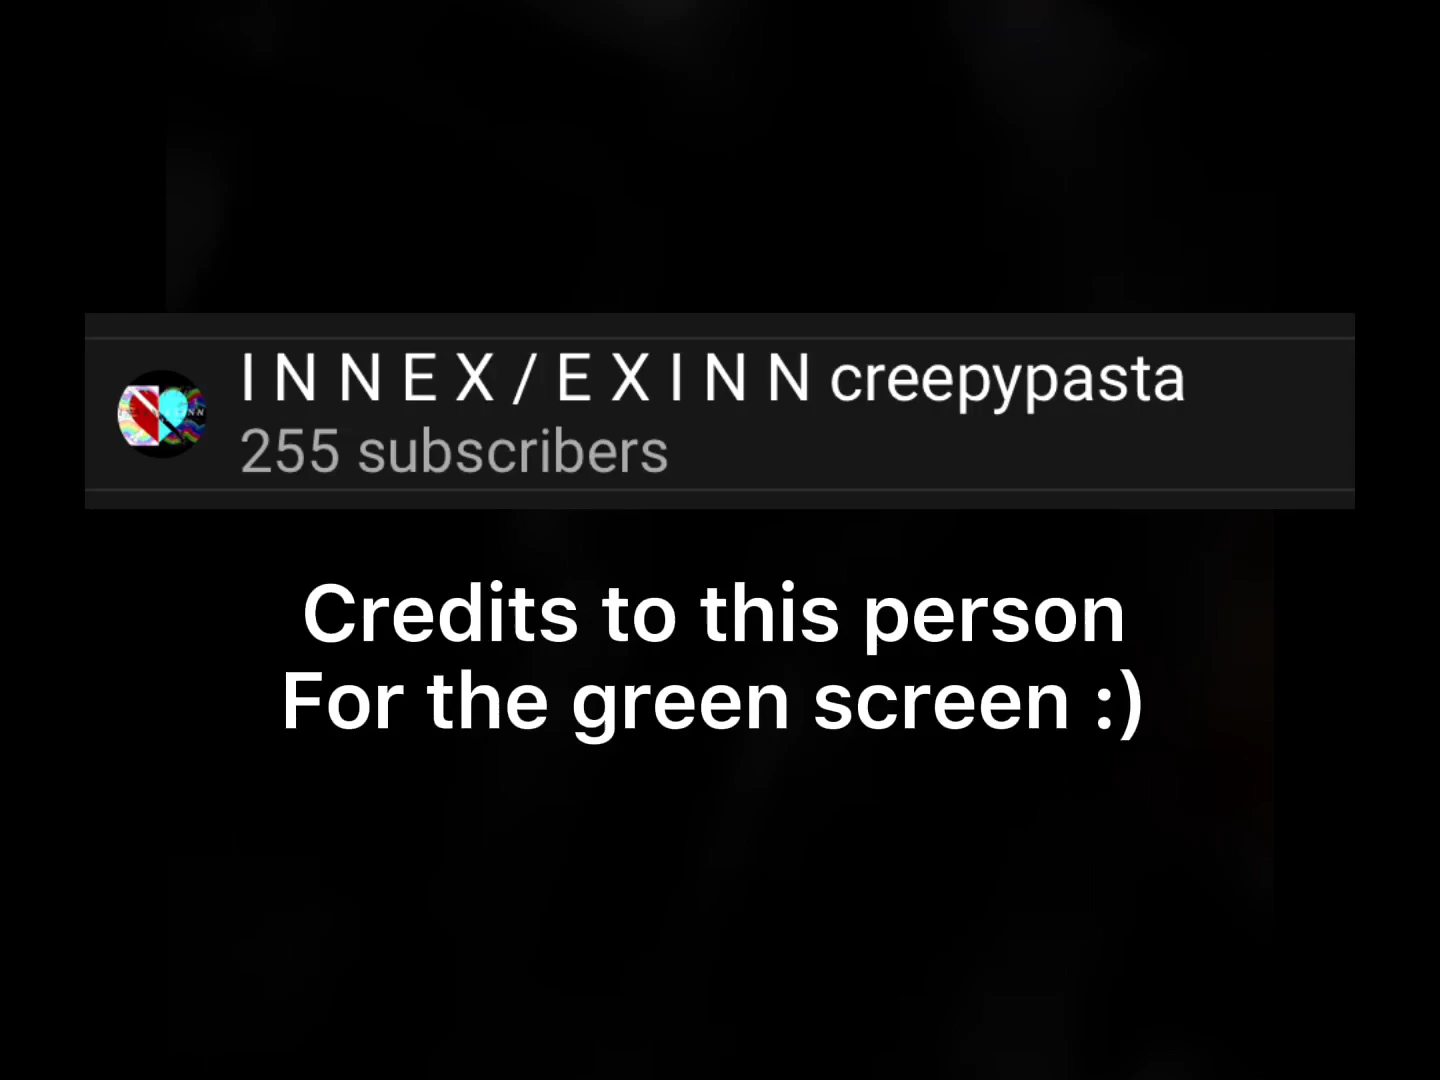 I N N E X / E X I N N creepypasta
255 subscribers
Credits to this person
For the green screen :)